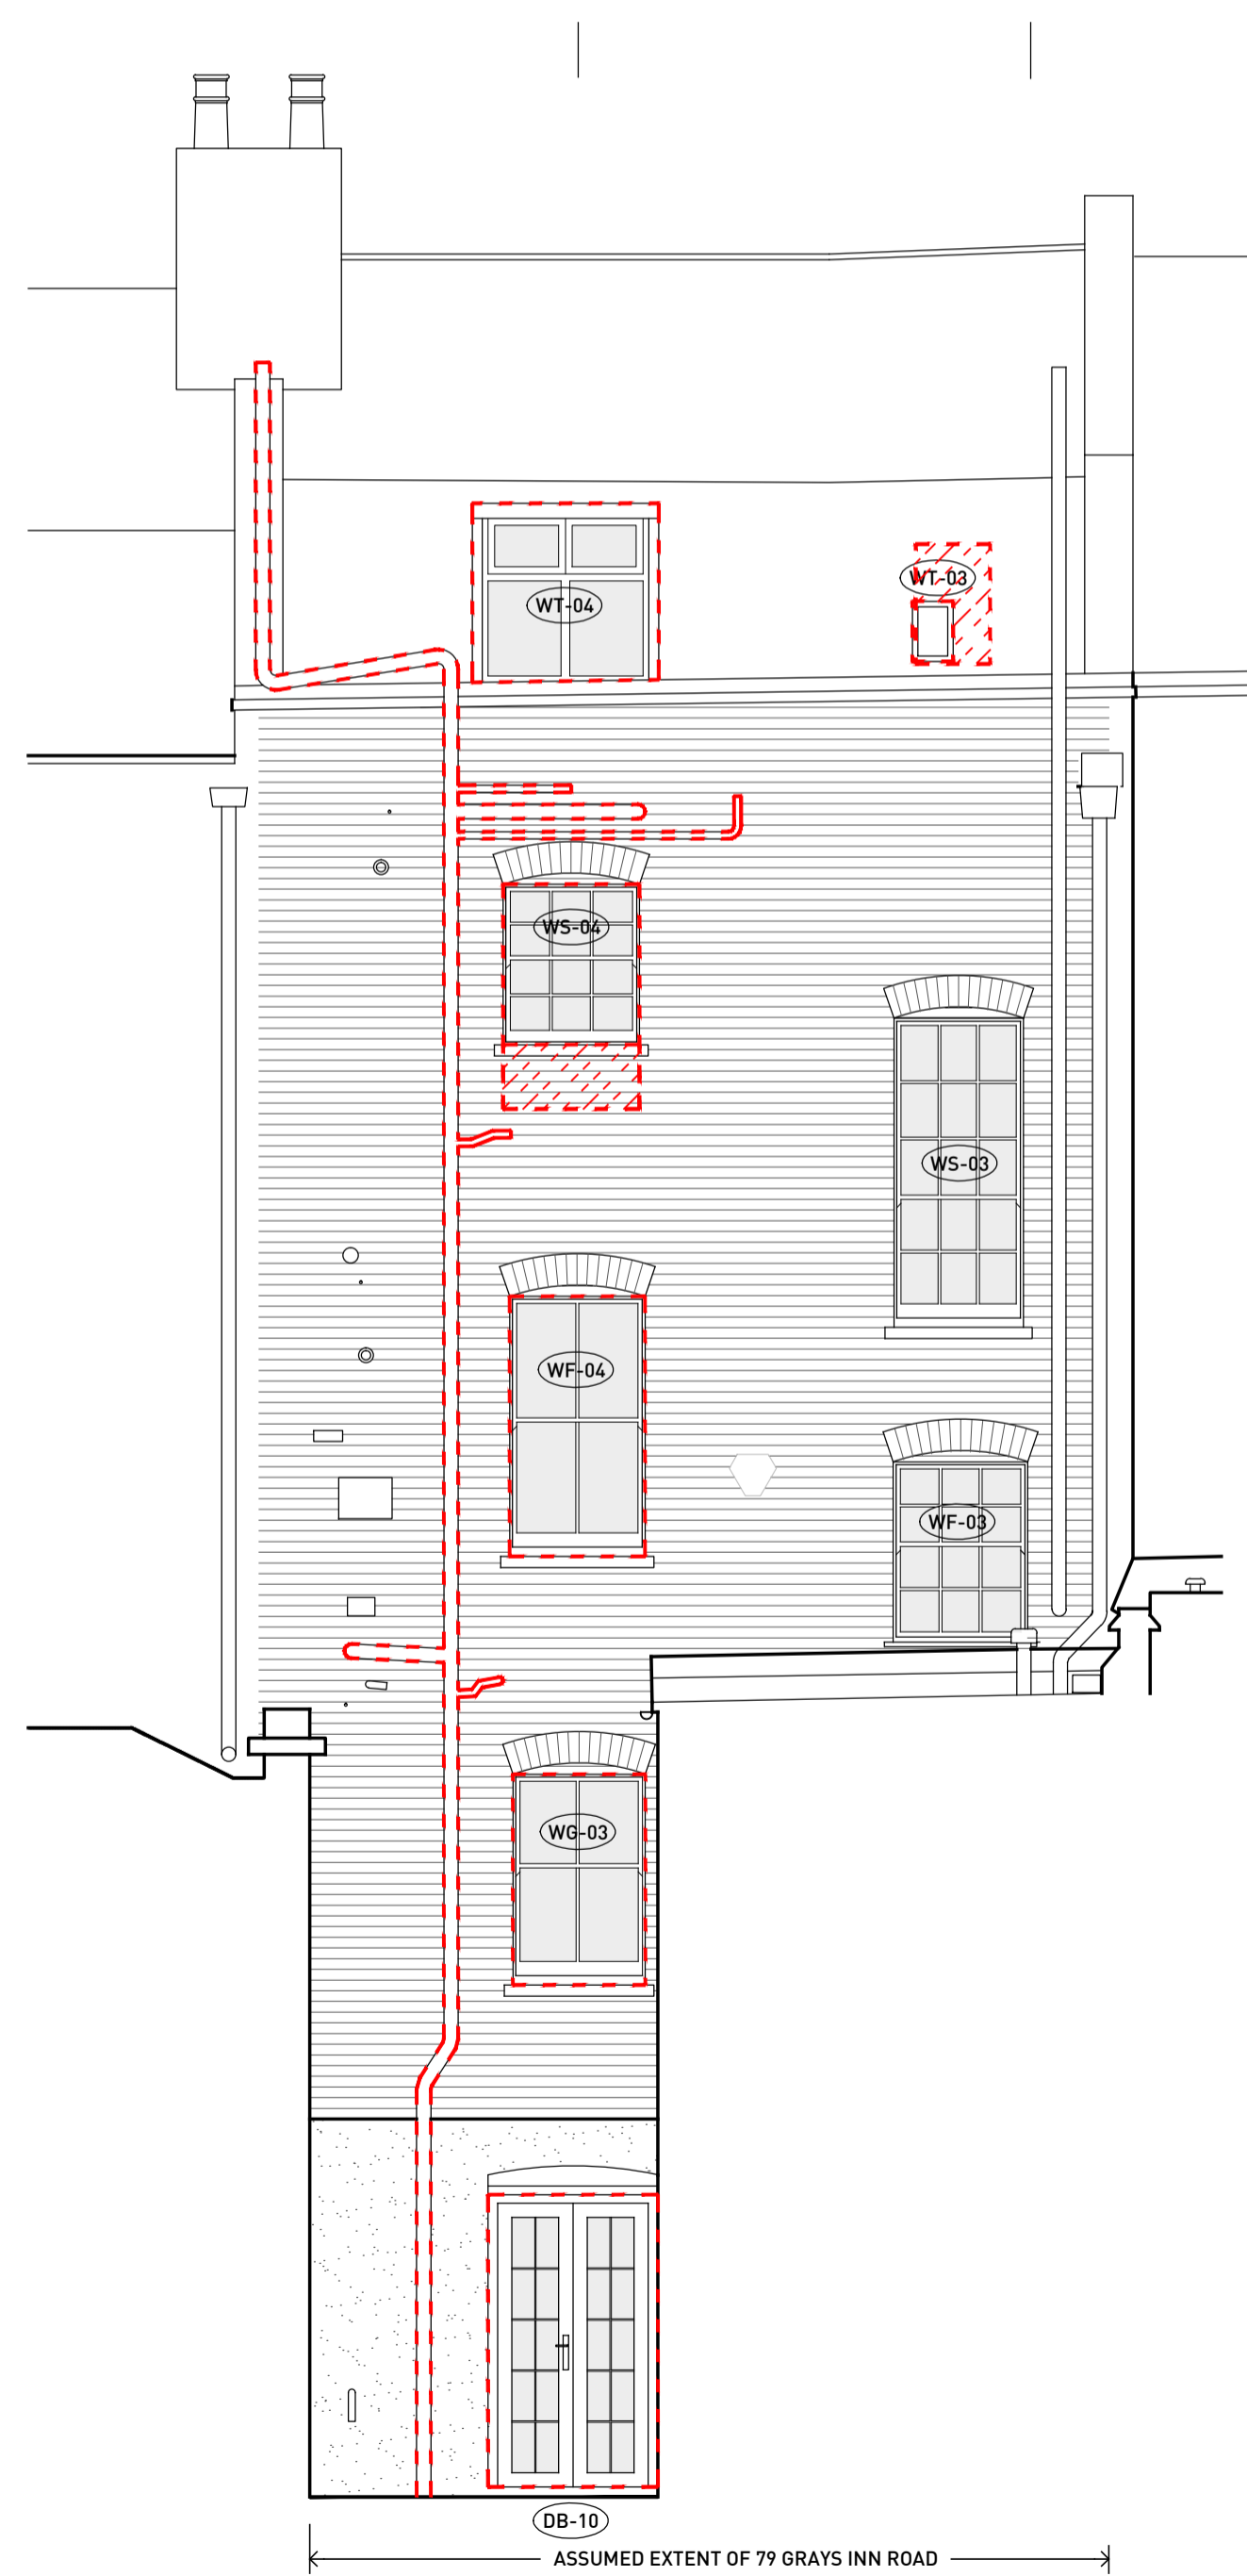 WT-03
WT-04
WS-04
WS-03
WF-04
WF-03
WG-03
DB-10
ASSUMED EXTENT OF 79 GRAYS INN ROAD